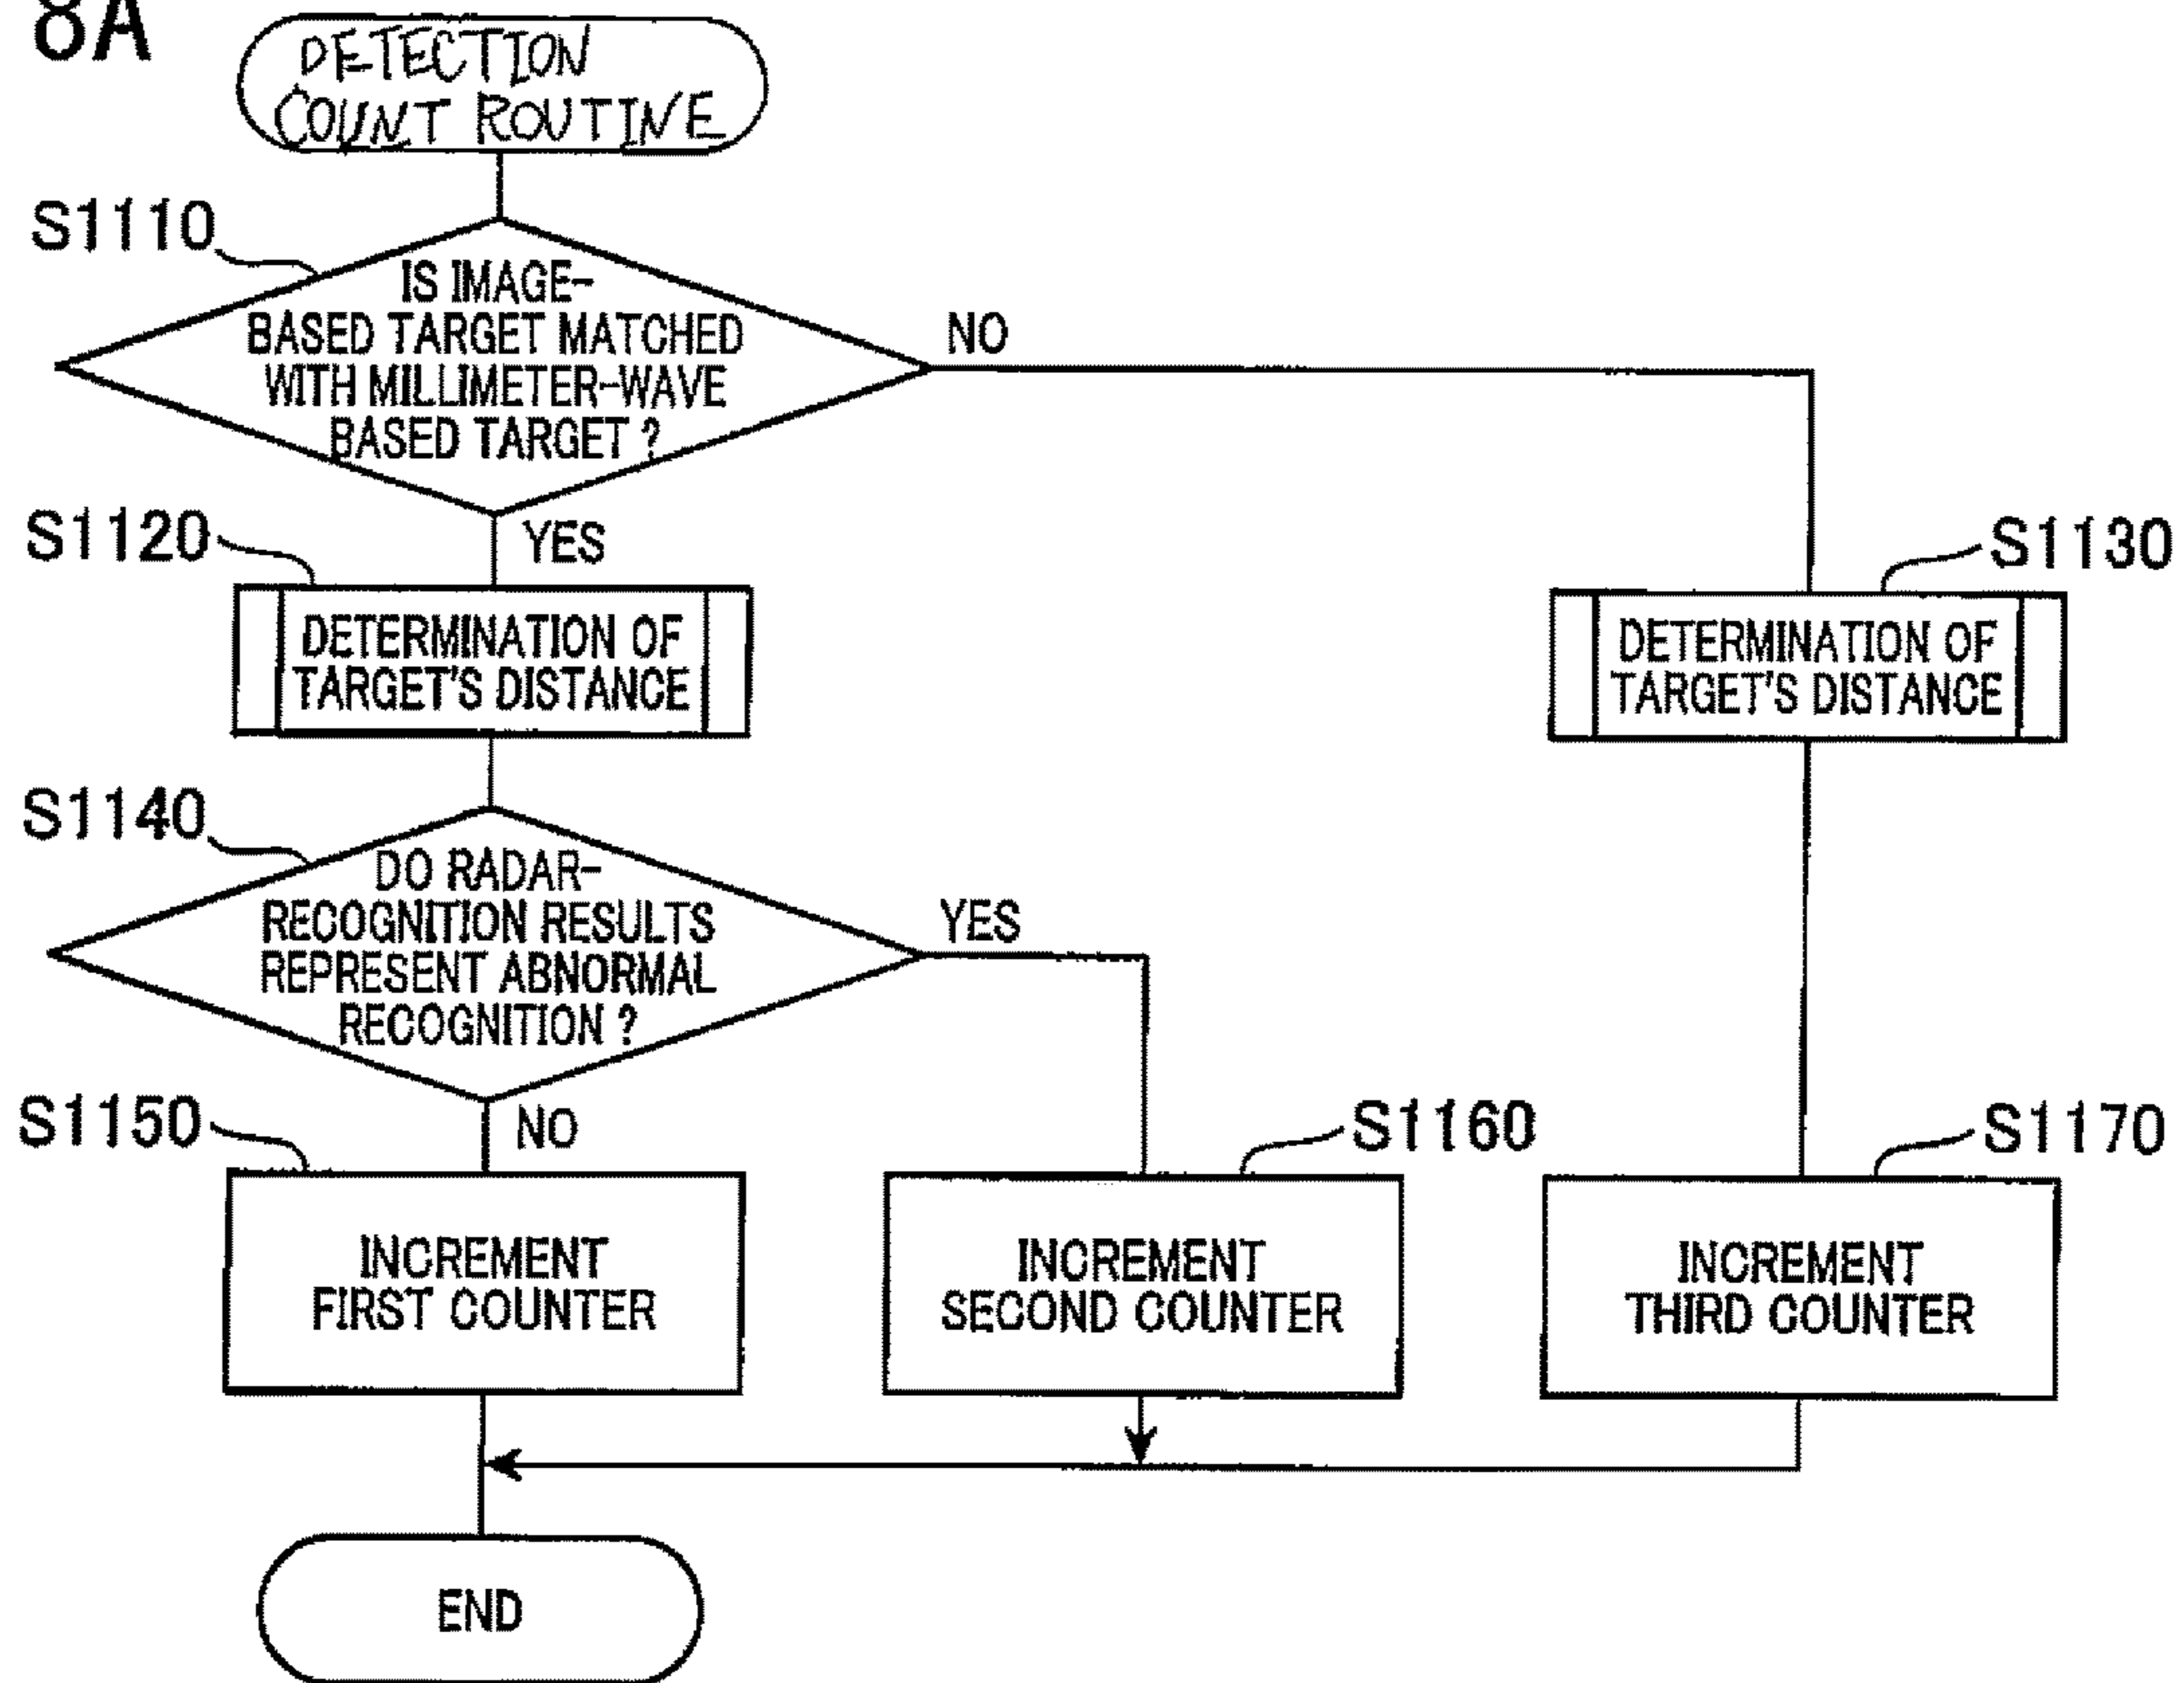 8A
DETECTION
COUNT ROUTINE
S1110
IS IMAGE-
BASED TARGET MATCHED
WITH MILLIMETER-WAVE
BASED TARGET ?
NO
YES
S1120
DETERMINATION OF
TARGET'S DISTANCE
S1130
DETERMINATION OF
TARGET'S DISTANCE
S1140
DO RADAR-
RECOGNITION RESULTS
REPRESENT ABNORMAL
RECOGNITION ?
YES
NO
S1150
INCREMENT
FIRST COUNTER
S1160
INCREMENT
SECOND COUNTER
S1170
INCREMENT
THIRD COUNTER
END